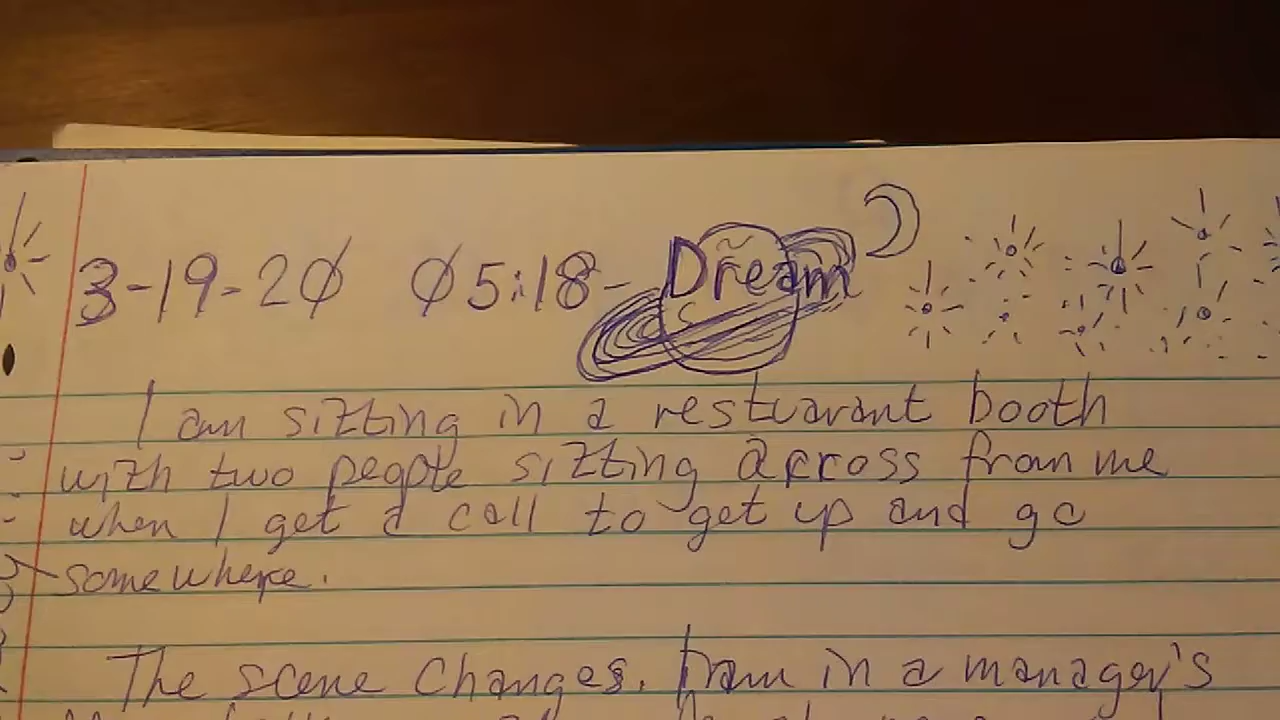 3-19-20 05:18- Dream
I am sitting in a restuarant booth
with two people sitting across from me
when I get a call to get up and go
somewhere.
The scene changes. I am in a manager's